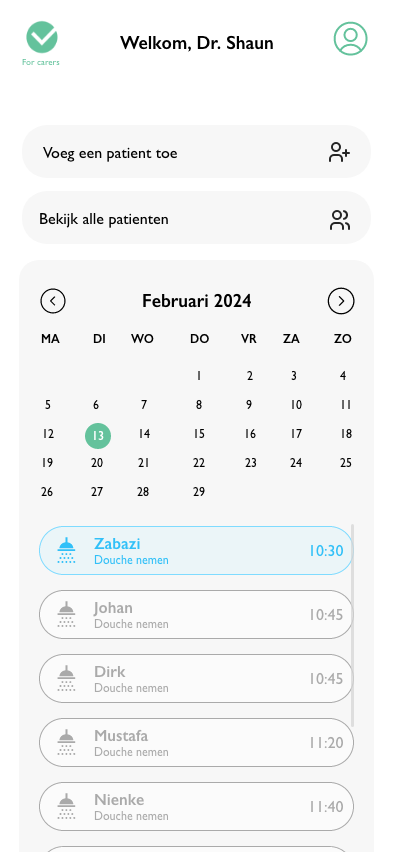 Welkom, Dr. Shaun
For carers
Voeg een patient toe
Bekijk alle patienten
Februari 2024
MA DI WO DO VR ZA ZO
1 2 3 4
5 6 7 8 9 10 11
12 13 14 15 16 17 18
19 20 21 22 23 24 25
26 27 28 29
Zabazi 10:30
Douche nemen
Johan 10:45
Douche nemen
Dirk 10:45
Douche nemen
Mustafa 11:20
Douche nemen
Nienke 11:40
Douche nemen